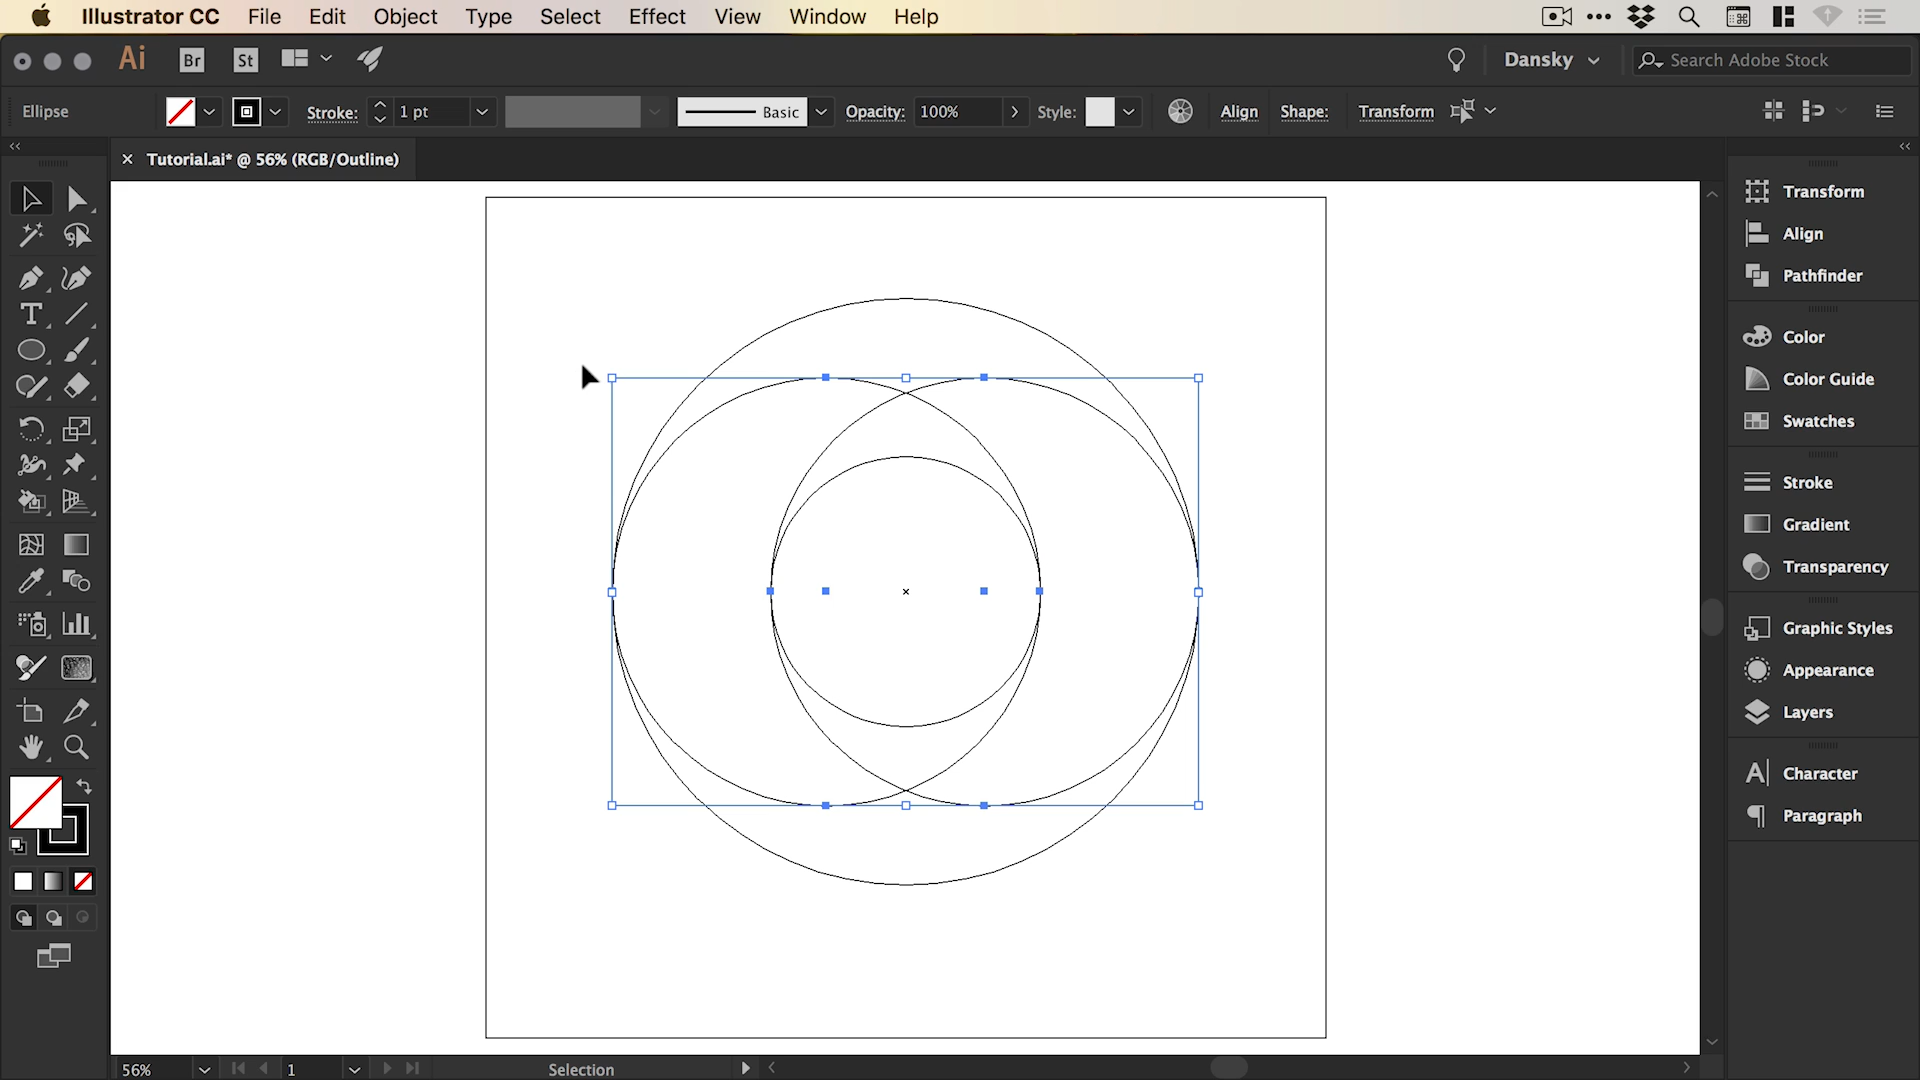 Illustrator CC File Edit Object Type Select Effect View Window Help
Ai Br St Dansky Search Adobe Stock
Ellipse Stroke: 1 pt Basic Opacity: 100% Style: Align Shape: Transform
Tutorial.ai* @ 56% (RGB/Outline)
Transform
Align
Pathfinder
Color
Color Guide
Swatches
Stroke
Gradient
Transparency
Graphic Styles
Appearance
Layers
Character
Paragraph
56% 1 Selection